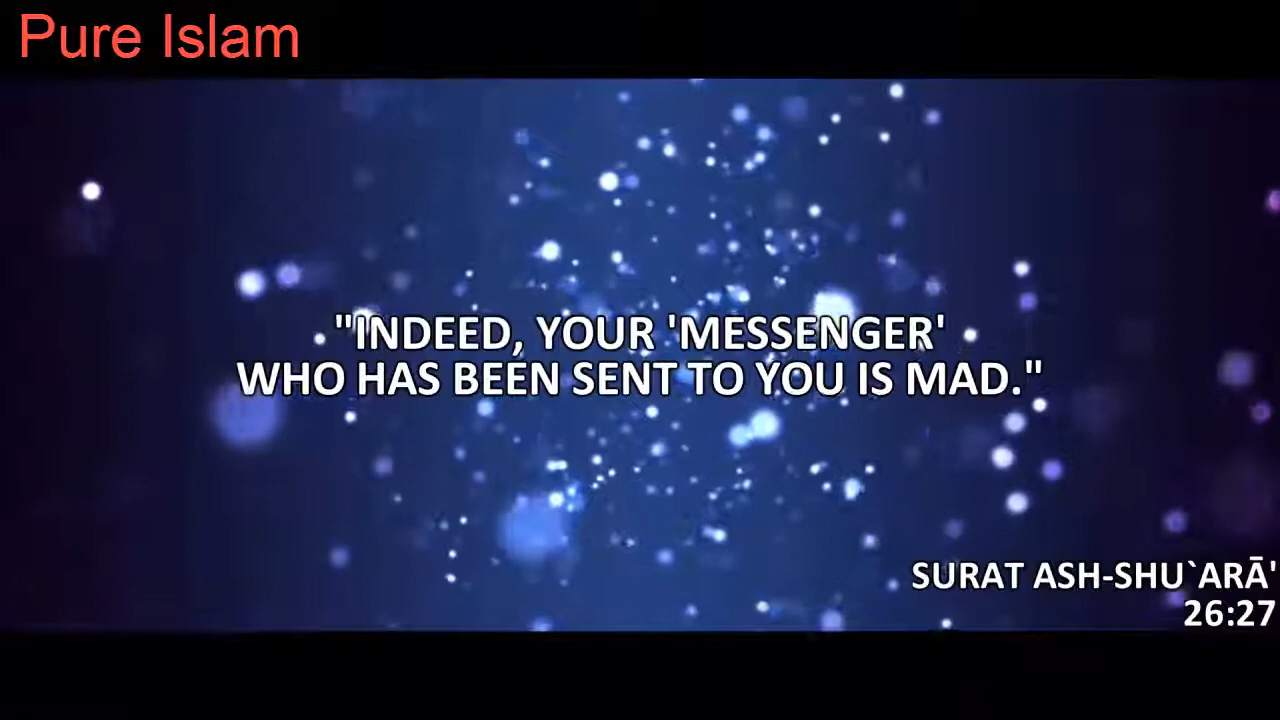 Pure Islam
"INDEED, YOUR 'MESSENGER'
WHO HAS BEEN SENT TO YOU IS MAD."
SURAT ASH-SHU`ARĀ'
26:27